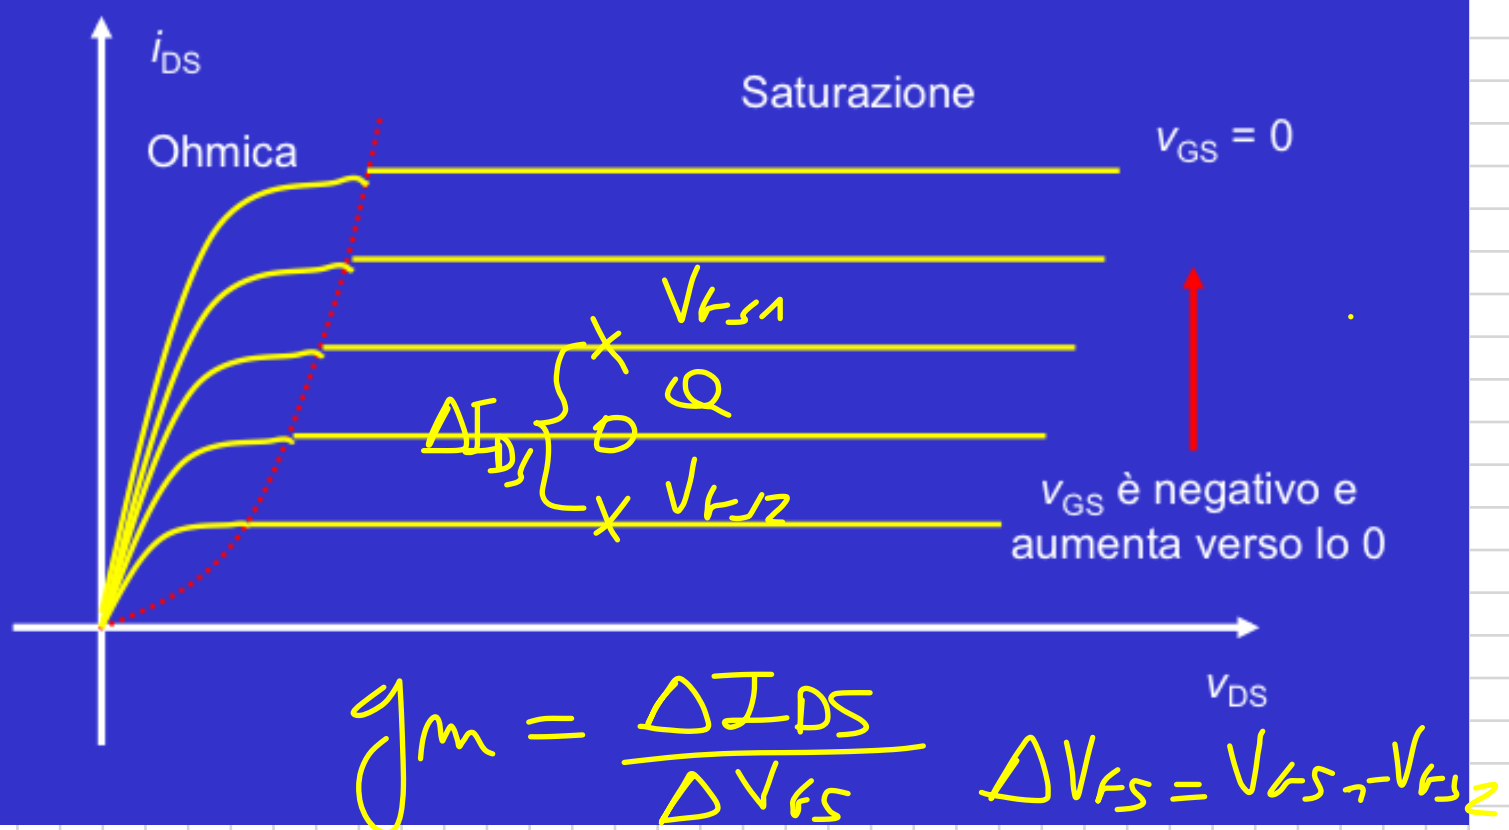 iDS
Saturazione
Ohmica
vGS = 0
VGS1
Q
ΔIDS
VGS2
vGS è negativo e
aumenta verso lo 0
vDS
gm = ΔIDS / ΔVGS
ΔVGS = VGS1 - VGS2